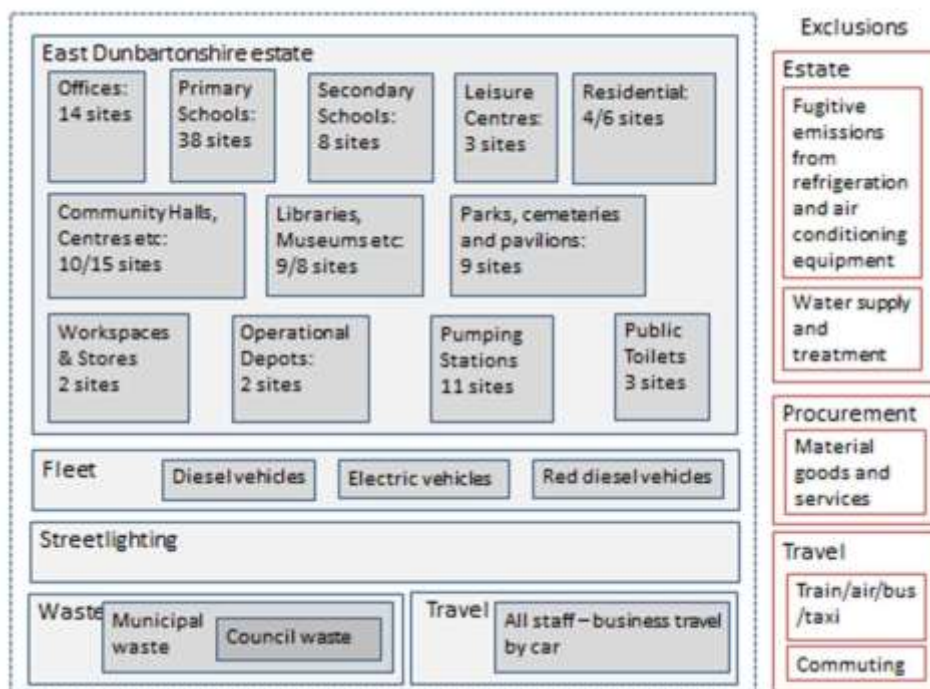 East Dunbartonshire estate
Offices:
14 sites
Primary
Schools:
38 sites
Secondary
Schools:
8 sites
Leisure
Centres:
3 sites
Residential:
4/6 sites
Community Halls,
Centres etc:
10/15 sites
Libraries,
Museums etc:
9/8 sites
Parks, cemeteries
and pavilions:
9 sites
Workspaces
& Stores
2 sites
Operational
Depots:
2 sites
Pumping
Stations
11 sites
Public
Toilets
3 sites
Fleet
Diesel vehicles
Electric vehicles
Red diesel vehicles
Streetlighting
Waste
Municipal
waste
Council waste
Travel
All staff – business travel
by car
Exclusions
Estate
Fugitive
emissions
from
refrigeration
and air
conditioning
equipment
Water supply
and
treatment
Procurement
Material
goods and
services
Travel
Train/air/bus
/taxi
Commuting